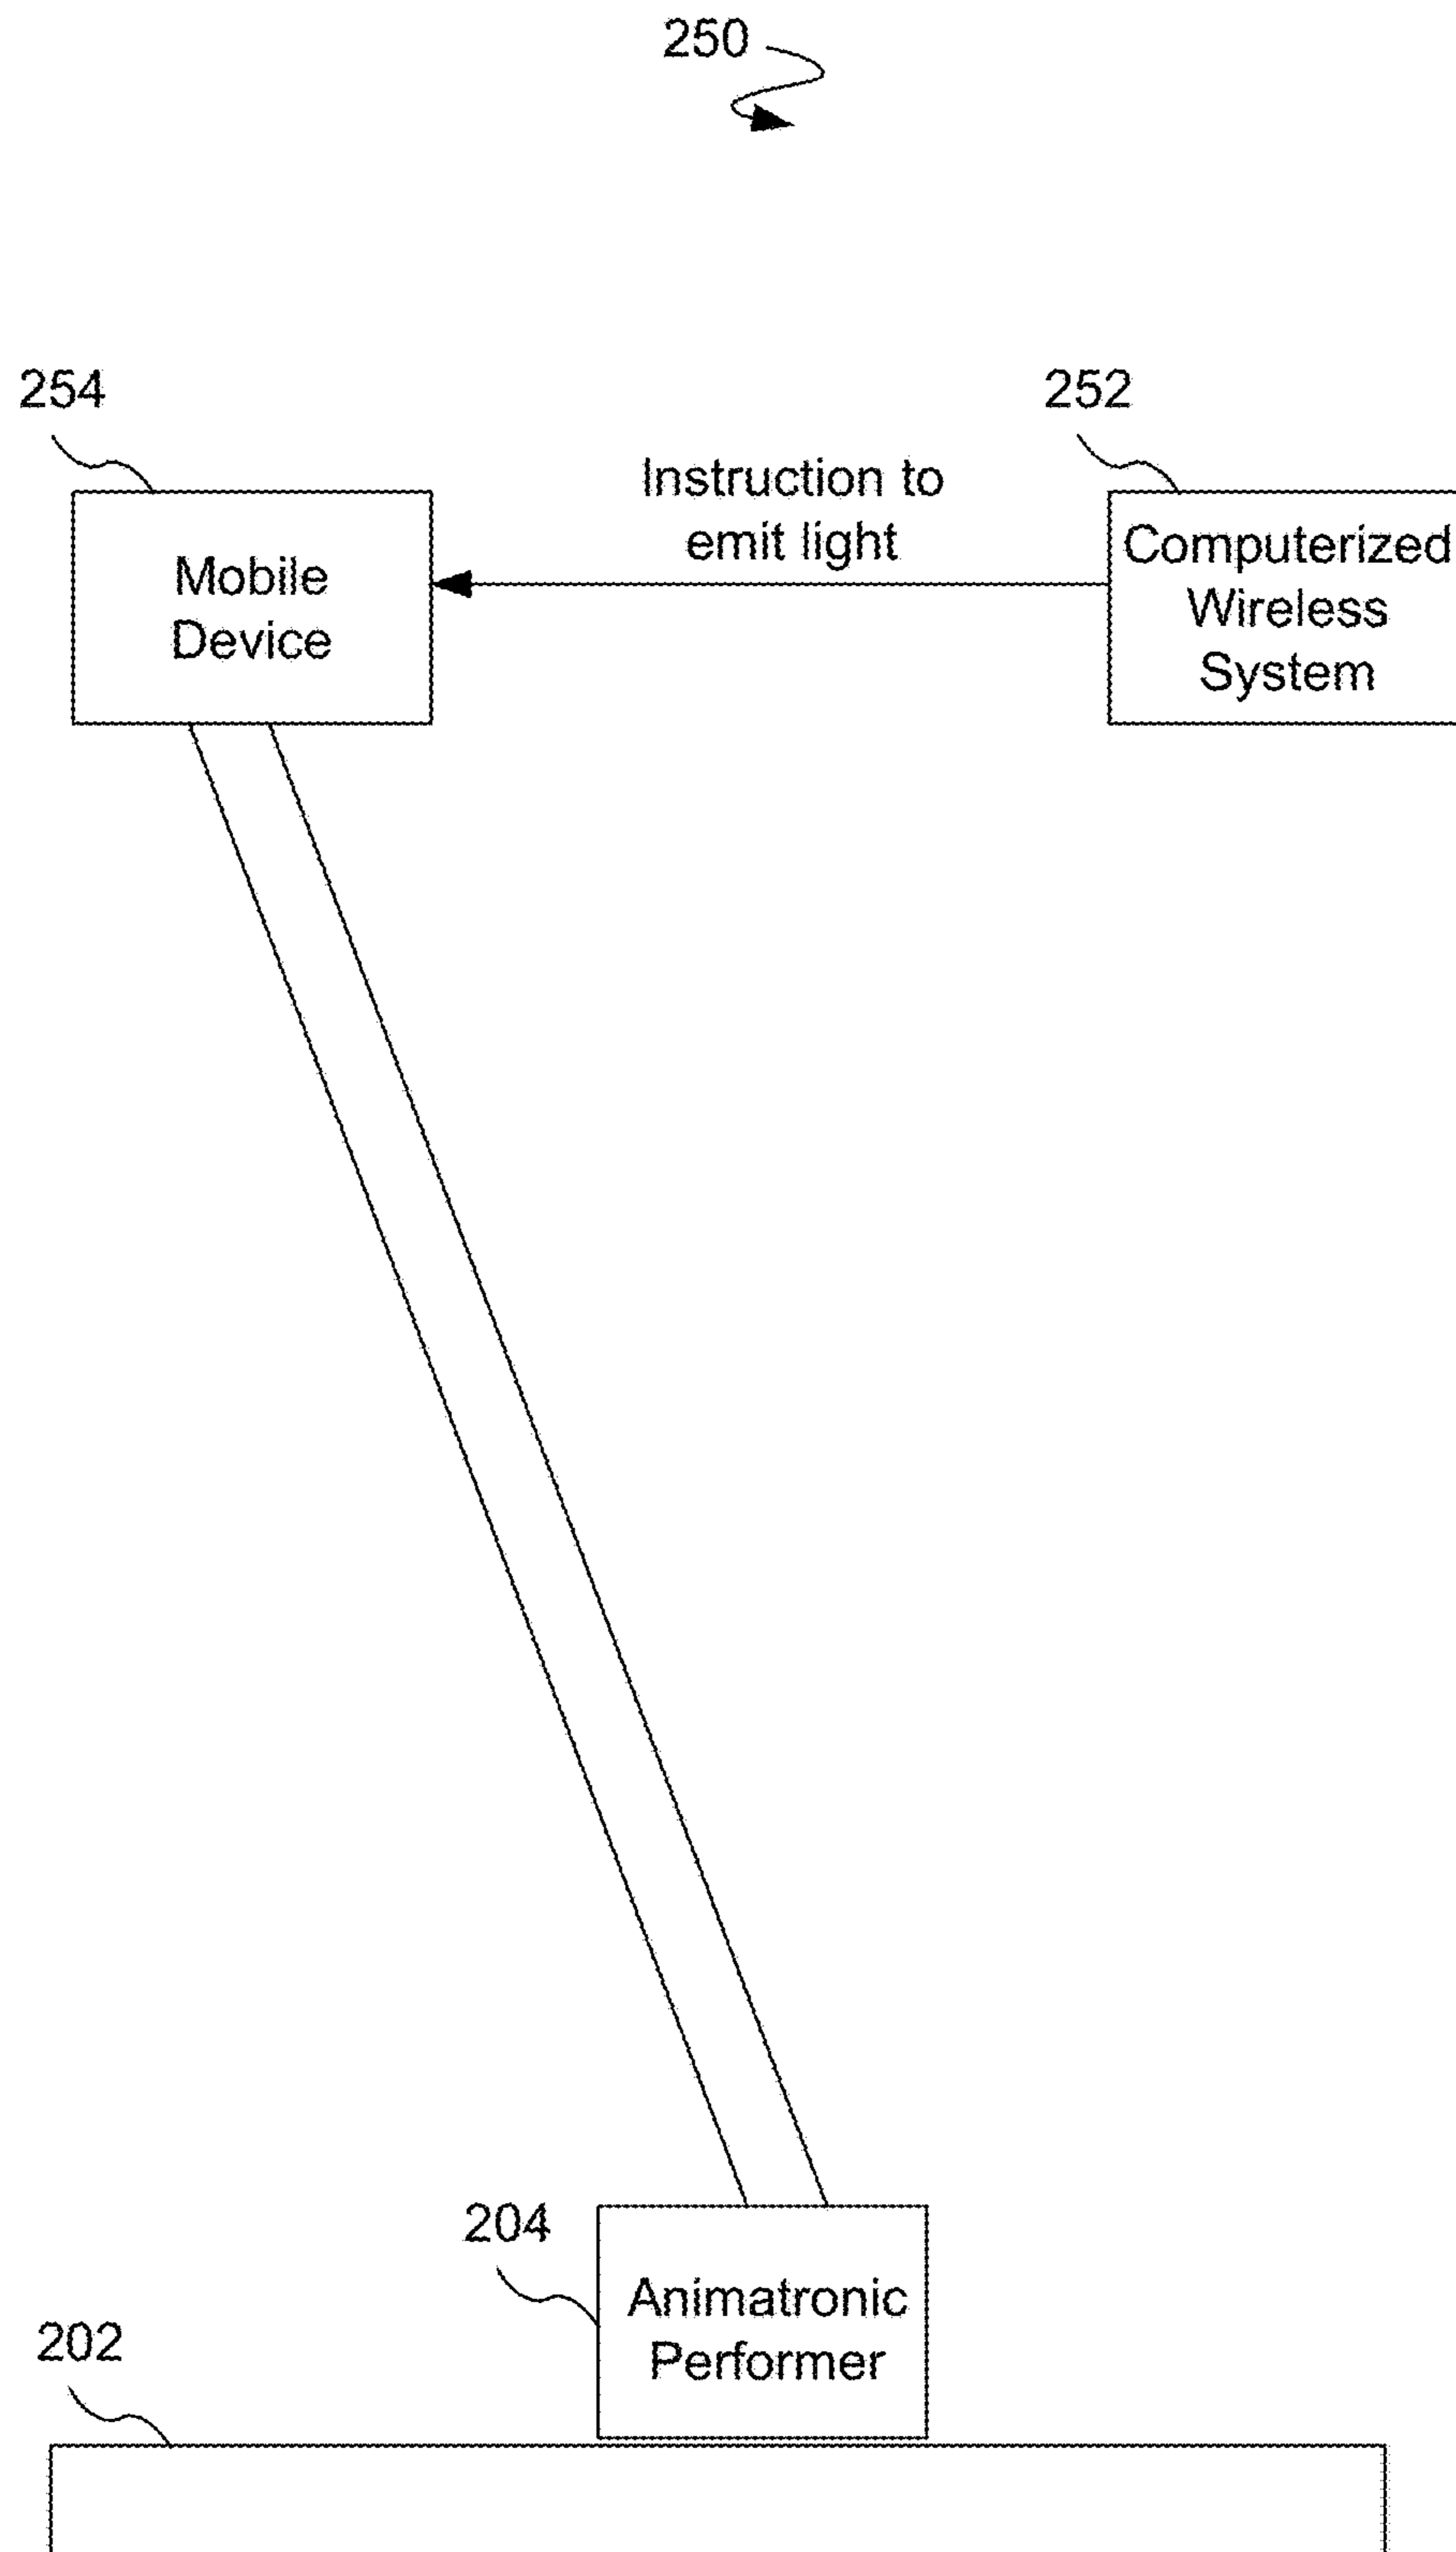 250
254
252
Instruction to
emit light
Mobile
Device
Computerized
Wireless
System
204
Animatronic
Performer
202